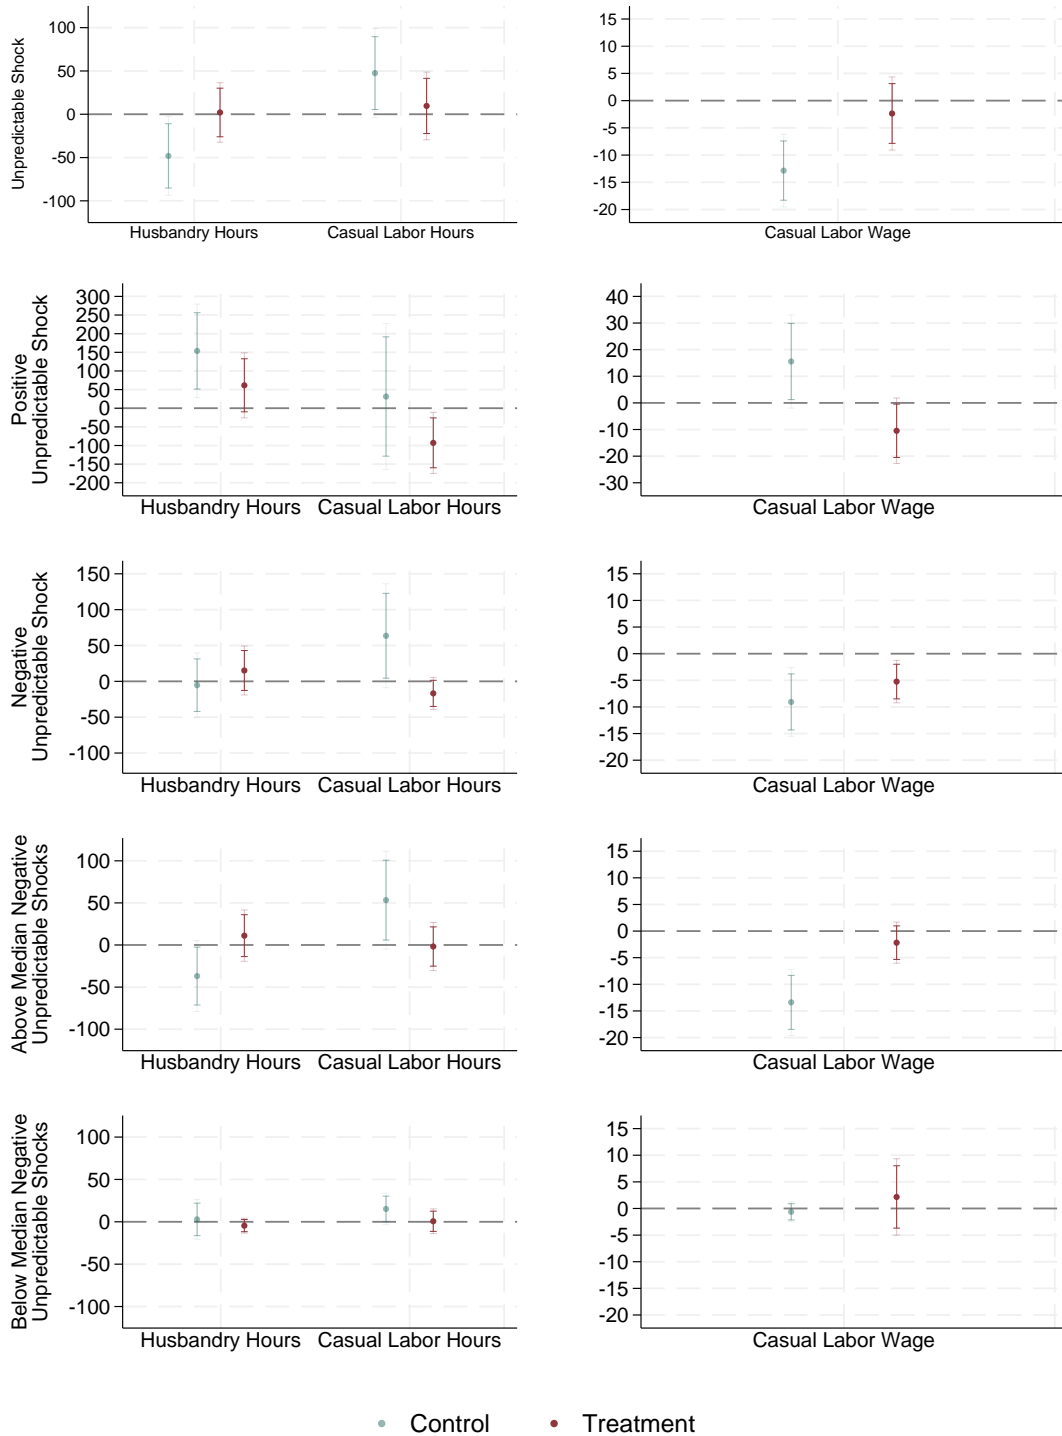 Unpredictable Shock
100
50
0
-50
-100
Husbandry Hours
Casual Labor Hours
15
10
5
0
-5
-10
-15
-20
Casual Labor Wage
Positive
Unpredictable Shock
300
250
200
150
100
50
0
-50
-100
-150
-200
Husbandry Hours
Casual Labor Hours
40
30
20
10
0
-10
-20
-30
Casual Labor Wage
Negative
Unpredictable Shock
150
100
50
0
-50
-100
Husbandry Hours
Casual Labor Hours
15
10
5
0
-5
-10
-15
-20
Casual Labor Wage
Above Median Negative
Unpredictable Shocks
100
50
0
-50
-100
Husbandry Hours
Casual Labor Hours
15
10
5
0
-5
-10
-15
-20
Casual Labor Wage
Below Median Negative
Unpredictable Shocks
100
50
0
-50
-100
Husbandry Hours
Casual Labor Hours
15
10
5
0
-5
-10
-15
-20
Casual Labor Wage
Control
Treatment